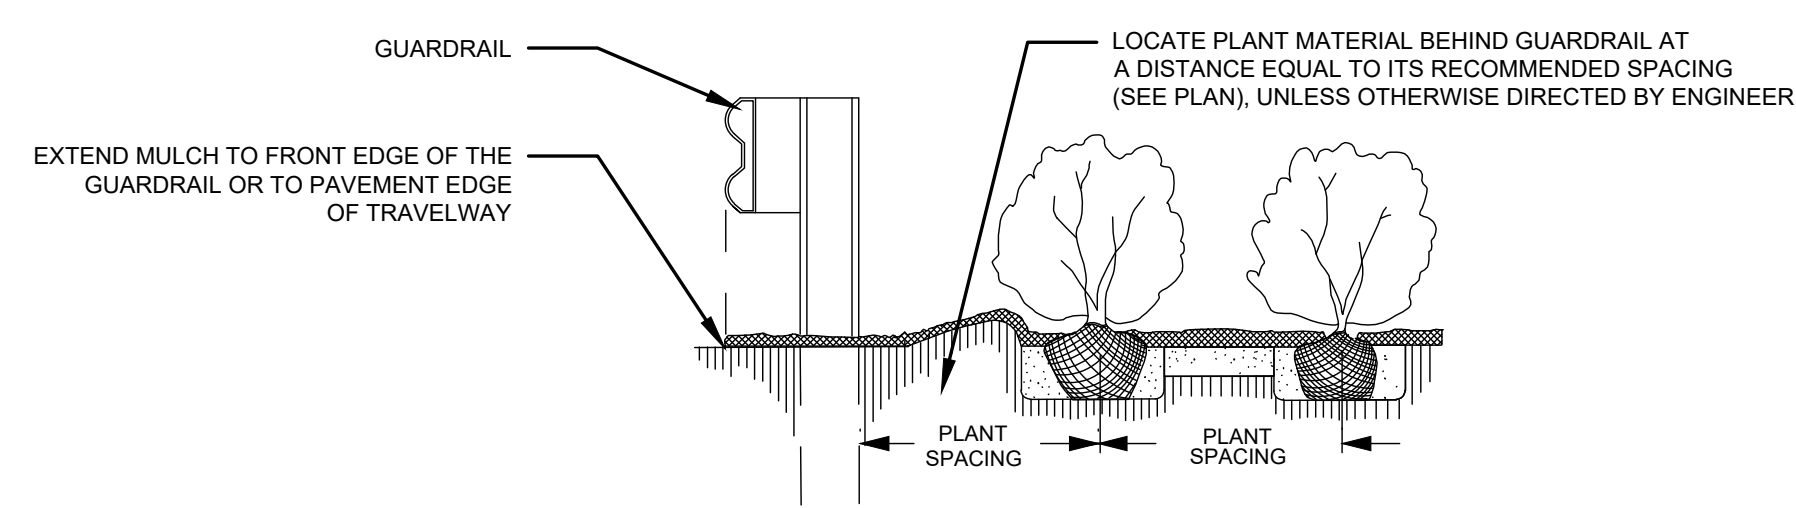 GUARDRAIL
LOCATE PLANT MATERIAL BEHIND GUARDRAIL AT
A DISTANCE EQUAL TO ITS RECOMMENDED SPACING
(SEE PLAN), UNLESS OTHERWISE DIRECTED BY ENGINEER
EXTEND MULCH TO FRONT EDGE OF THE
GUARDRAIL OR TO PAVEMENT EDGE
OF TRAVELWAY
PLANT
SPACING
PLANT
SPACING